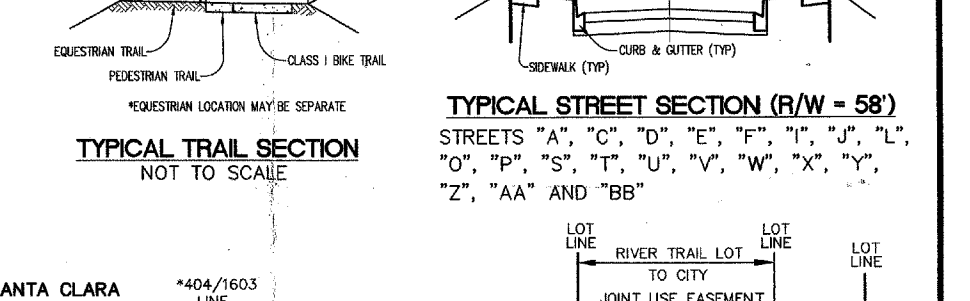 EQUESTRIAN TRAIL
PEDESTRIAN TRAIL
CLASS I BIKE TRAIL
*EQUESTRIAN LOCATION MAY BE SEPARATE
TYPICAL TRAIL SECTION
NOT TO SCALE
CURB & GUTTER (TYP)
SIDEWALK (TYP)
TYPICAL STREET SECTION (R/W = 58')
STREETS "A", "C", "D", "E", "F", "I", "J", "L",
"O", "P", "S", "T", "U", "V", "W", "X", "Y",
"Z", "AA" AND "BB"
LOT
LINE
RIVER TRAIL LOT
TO CITY
JOINT USE EASEMENT
LOT
LINE
LOT
LINE
ANTA CLARA
*404/1603
LINE